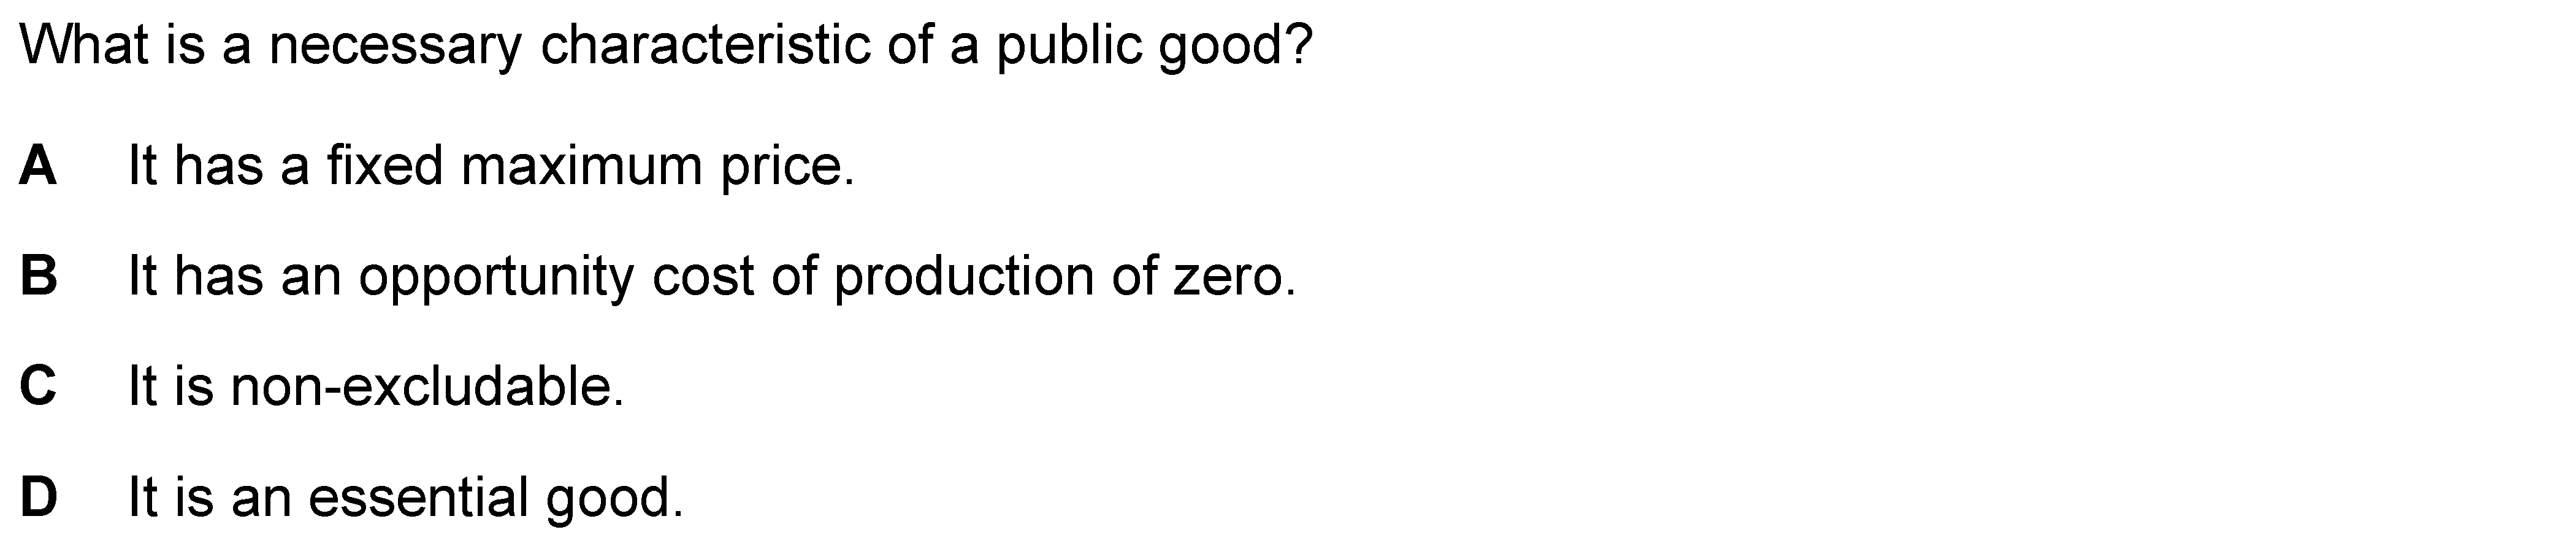 What is a necessary characteristic of a public good?
A It has a fixed maximum price.
B It has an opportunity cost of production of zero.
C It is non-excludable.
D It is an essential good.